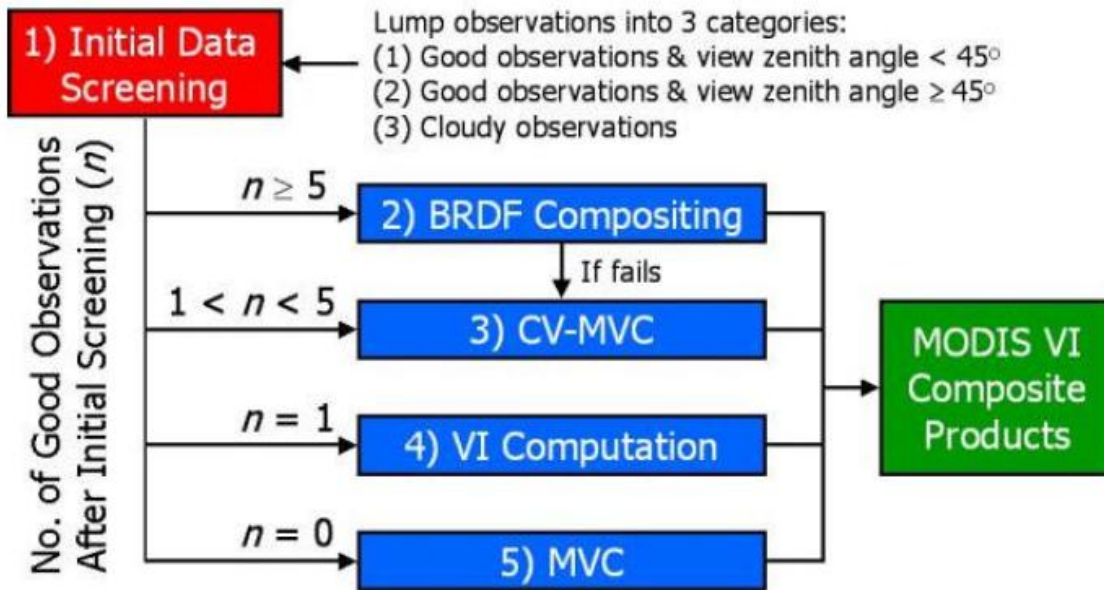 1) Initial Data
Screening
Lump observations into 3 categories:
(1) Good observations & view zenith angle < 45°
(2) Good observations & view zenith angle ≥ 45°
(3) Cloudy observations
No. of Good Observations
After Initial Screening (n)
n ≥ 5
2) BRDF Compositing
If fails
1 < n < 5
3) CV-MVC
n = 1
4) VI Computation
n = 0
5) MVC
MODIS VI
Composite
Products